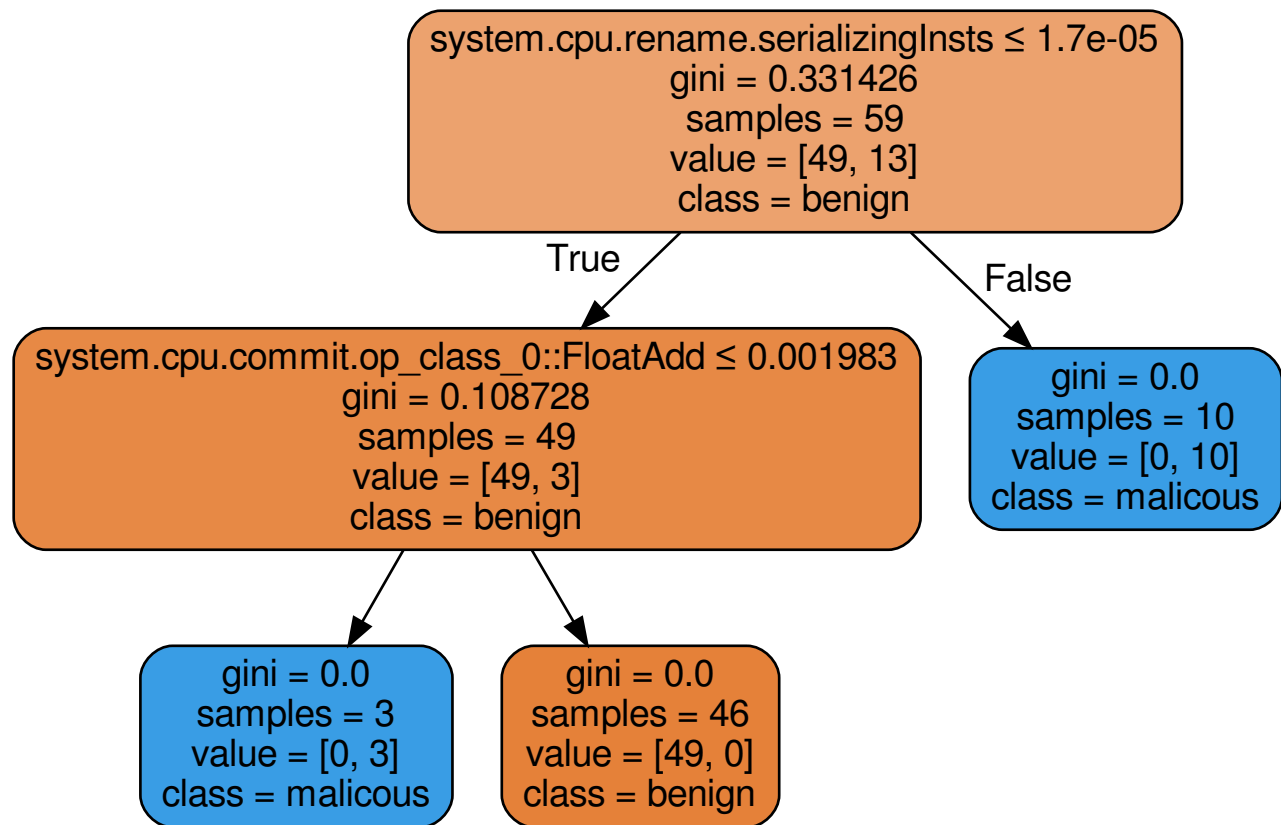 system.cpu.rename.serializingInsts ≤ 1.7e-05
gini = 0.331426
samples = 59
value = [49, 13]
class = benign
True
False
system.cpu.commit.op_class_0::FloatAdd ≤ 0.001983
gini = 0.108728
samples = 49
value = [49, 3]
class = benign
gini = 0.0
samples = 10
value = [0, 10]
class = malicous
gini = 0.0
samples = 3
value = [0, 3]
class = malicous
gini = 0.0
samples = 46
value = [49, 0]
class = benign